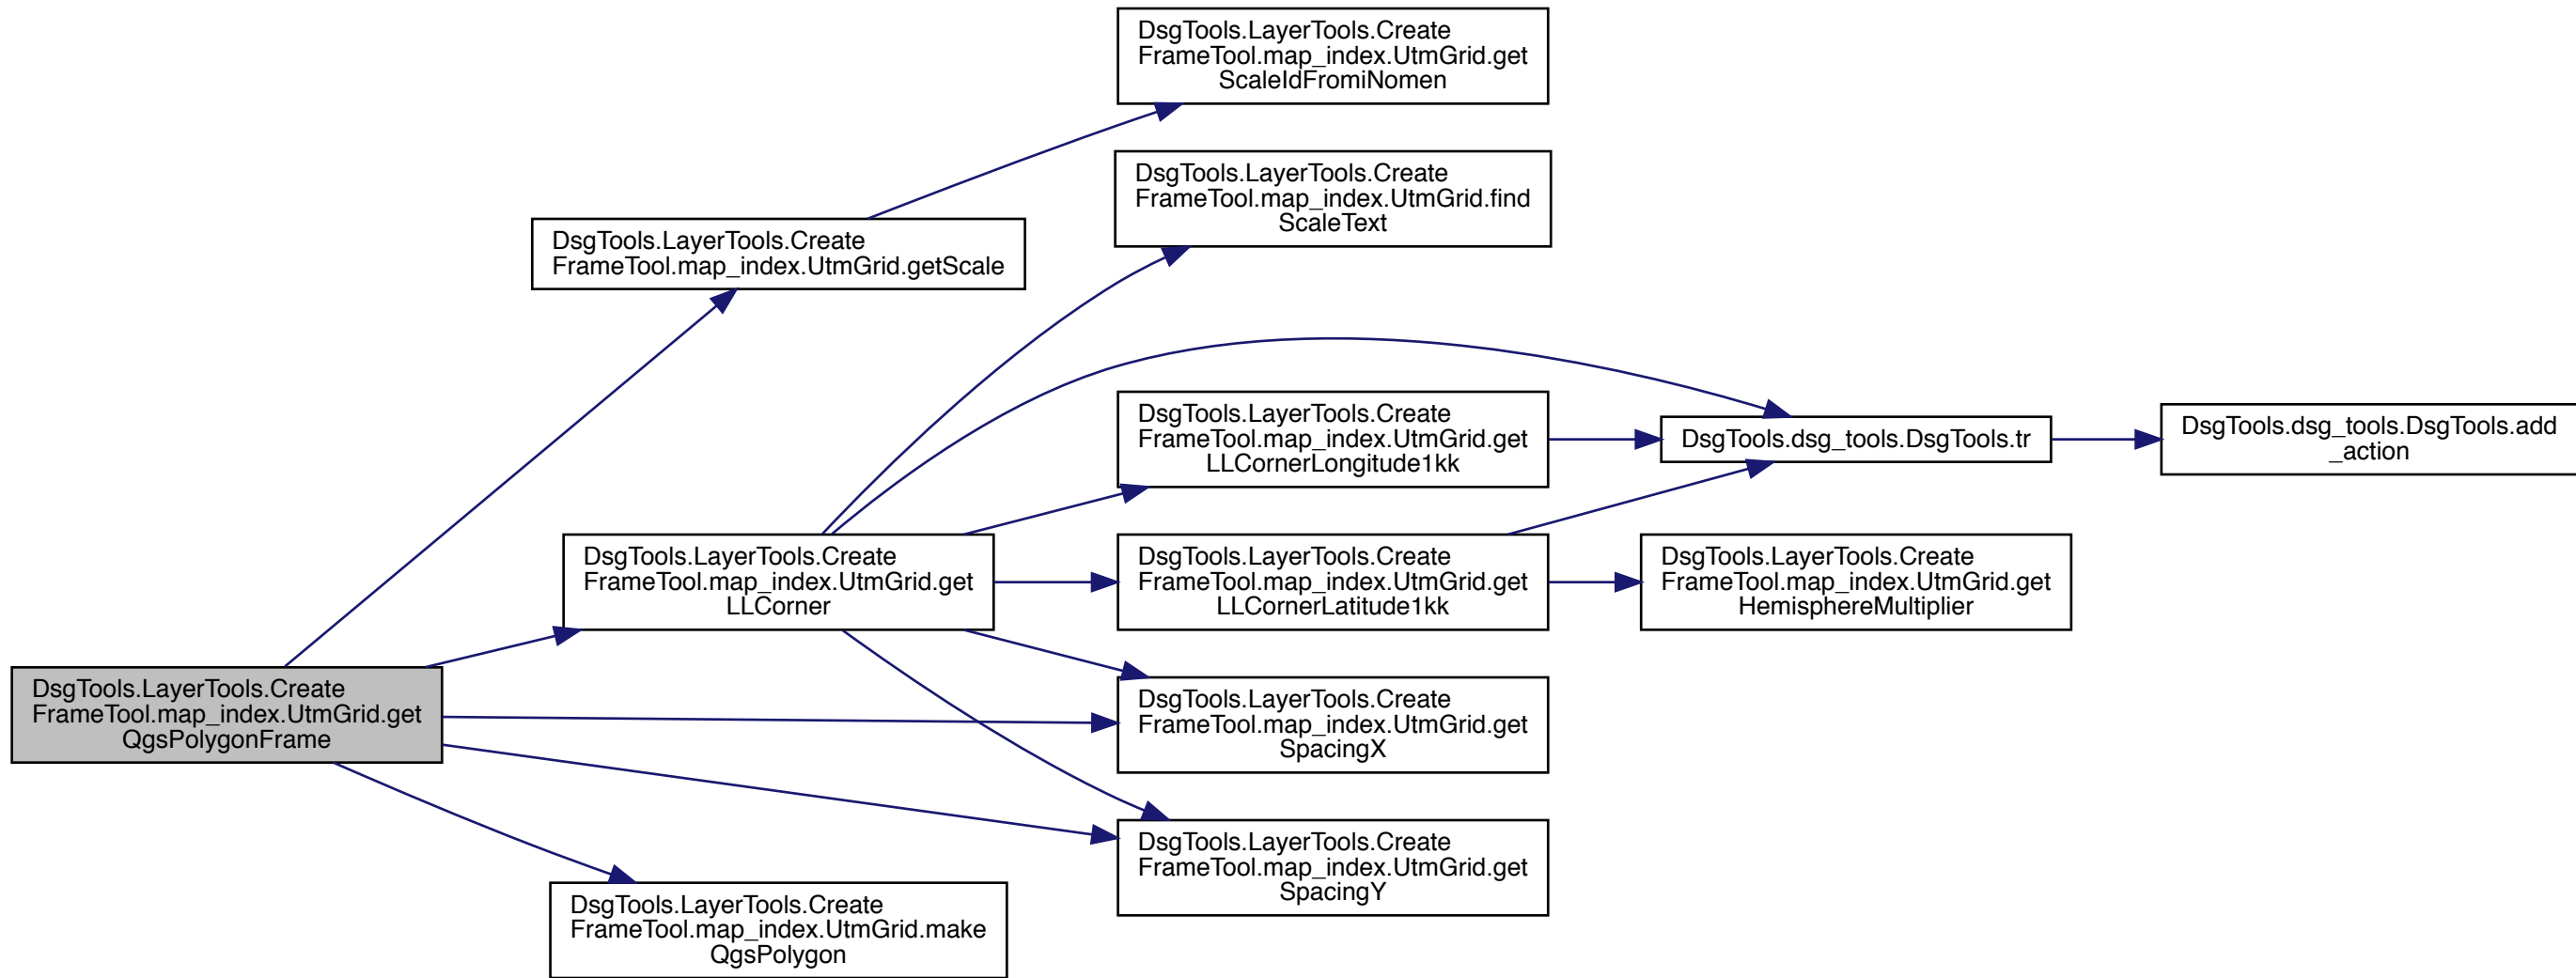 DsgTools.LayerTools.Create
FrameTool.map_index.UtmGrid.get
ScaleIdFromiNomen
DsgTools.LayerTools.Create
FrameTool.map_index.UtmGrid.find
ScaleText
DsgTools.LayerTools.Create
FrameTool.map_index.UtmGrid.getScale
DsgTools.LayerTools.Create
FrameTool.map_index.UtmGrid.get
LLCornerLongitude1kk
DsgTools.dsg_tools.DsgTools.tr
DsgTools.dsg_tools.DsgTools.add
_action
DsgTools.LayerTools.Create
FrameTool.map_index.UtmGrid.get
LLCorner
DsgTools.LayerTools.Create
FrameTool.map_index.UtmGrid.get
LLCornerLatitude1kk
DsgTools.LayerTools.Create
FrameTool.map_index.UtmGrid.get
HemisphereMultiplier
DsgTools.LayerTools.Create
FrameTool.map_index.UtmGrid.get
QgsPolygonFrame
DsgTools.LayerTools.Create
FrameTool.map_index.UtmGrid.get
SpacingX
DsgTools.LayerTools.Create
FrameTool.map_index.UtmGrid.get
SpacingY
DsgTools.LayerTools.Create
FrameTool.map_index.UtmGrid.make
QgsPolygon